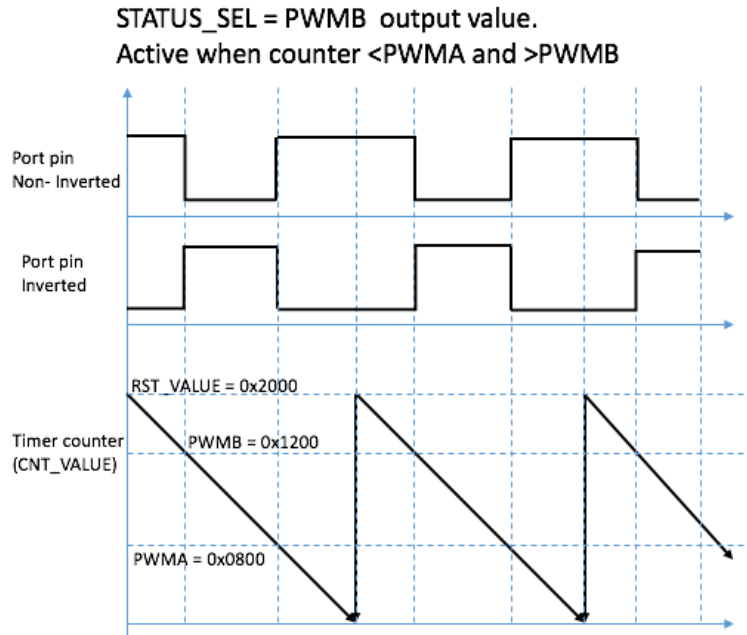 STATUS_SEL = PWMB output value.
Active when counter <PWMA and >PWMB
Port pin
Non- Inverted
Port pin
Inverted
RST_VALUE = 0x2000
Timer counter
(CNT_VALUE)
PWMB = 0x1200
PWMA = 0x0800